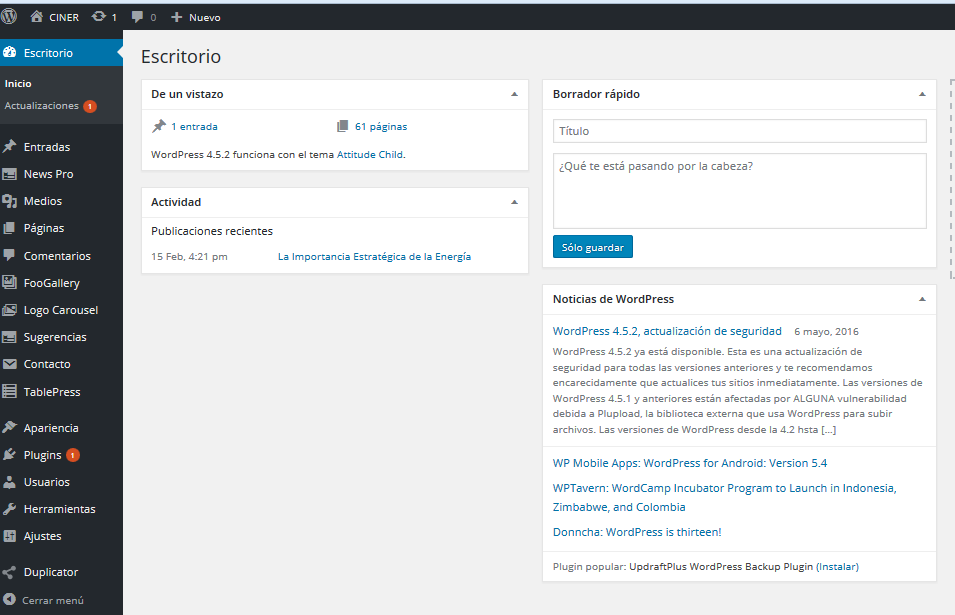 CINER 1 0 Nuevo
Escritorio
Inicio
Actualizaciones 1
Entradas
News Pro
Medios
Páginas
Comentarios
FooGallery
Logo Carousel
Sugerencias
Contacto
TablePress
Apariencia
Plugins 1
Usuarios
Herramientas
Ajustes
Duplicator
Cerrar menú
Escritorio
De un vistazo
1 entrada 61 páginas
WordPress 4.5.2 funciona con el tema Attitude Child.
Actividad
Publicaciones recientes
15 Feb, 4:21 pm La Importancia Estratégica de la Energía
Borrador rápido
Título
¿Qué te está pasando por la cabeza?
Sólo guardar
Noticias de WordPress
WordPress 4.5.2, actualización de seguridad 6 mayo, 2016
WordPress 4.5.2 ya está disponible. Esta es una actualización de
seguridad para todas las versiones anteriores y te recomendamos
encarecidamente que actualices tus sitios inmediatamente. Las versiones de
WordPress 4.5.1 y anteriores están afectadas por ALGUNA vulnerabilidad
debida a Plupload, la biblioteca externa que usa WordPress para subir
archivos. Las versiones de WordPress desde la 4.2 hsta […]
WP Mobile Apps: WordPress for Android: Version 5.4
WPTavern: WordCamp Incubator Program to Launch in Indonesia,
Zimbabwe, and Colombia
Donncha: WordPress is thirteen!
Plugin popular: UpdraftPlus WordPress Backup Plugin (Instalar)